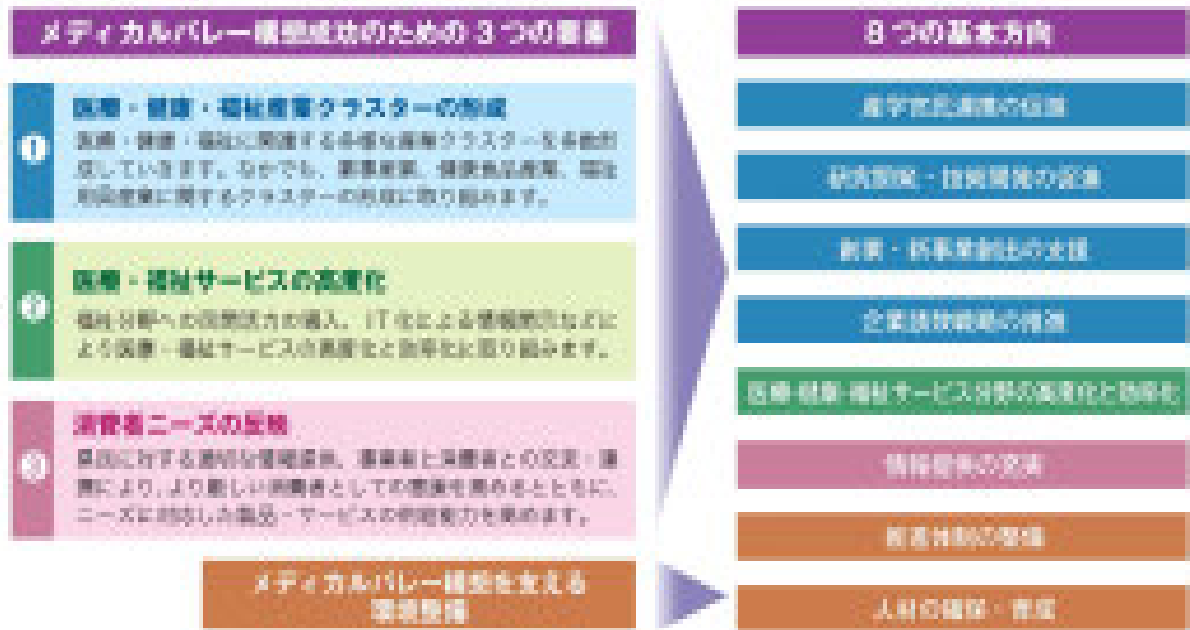 メディカルバレー構想成功のための3つの要素
① 医療・健康・福祉産業クラスターの形成
医療・健康・福祉に関連する多様な産業クラスターを多数形
成していきます。なかでも、薬事産業、健康食品産業、福祉
用具産業に関するクラスターの形成に取り組みます。
② 医療・福祉サービスの高度化
福祉分野への民間活力の導入、IT化による情報開示などに
より医療・福祉サービスの高度化と効率化に取り組みます。
③ 消費者ニーズの反映
県民に対する適切な情報提供、事業者と消費者との交流・連
携により、より厳しい消費者としての意識を高めるとともに、
ニーズに対応した製品・サービスの供給能力を高めます。
メディカルバレー構想を支える
環境整備
8つの基本方向
産学官民連携の促進
研究開発・技術開発の促進
創業・新事業創出の支援
企業誘致戦略の推進
医療・健康・福祉サービス分野の高度化と効率化
情報提供の充実
推進体制の整備
人材の確保・育成